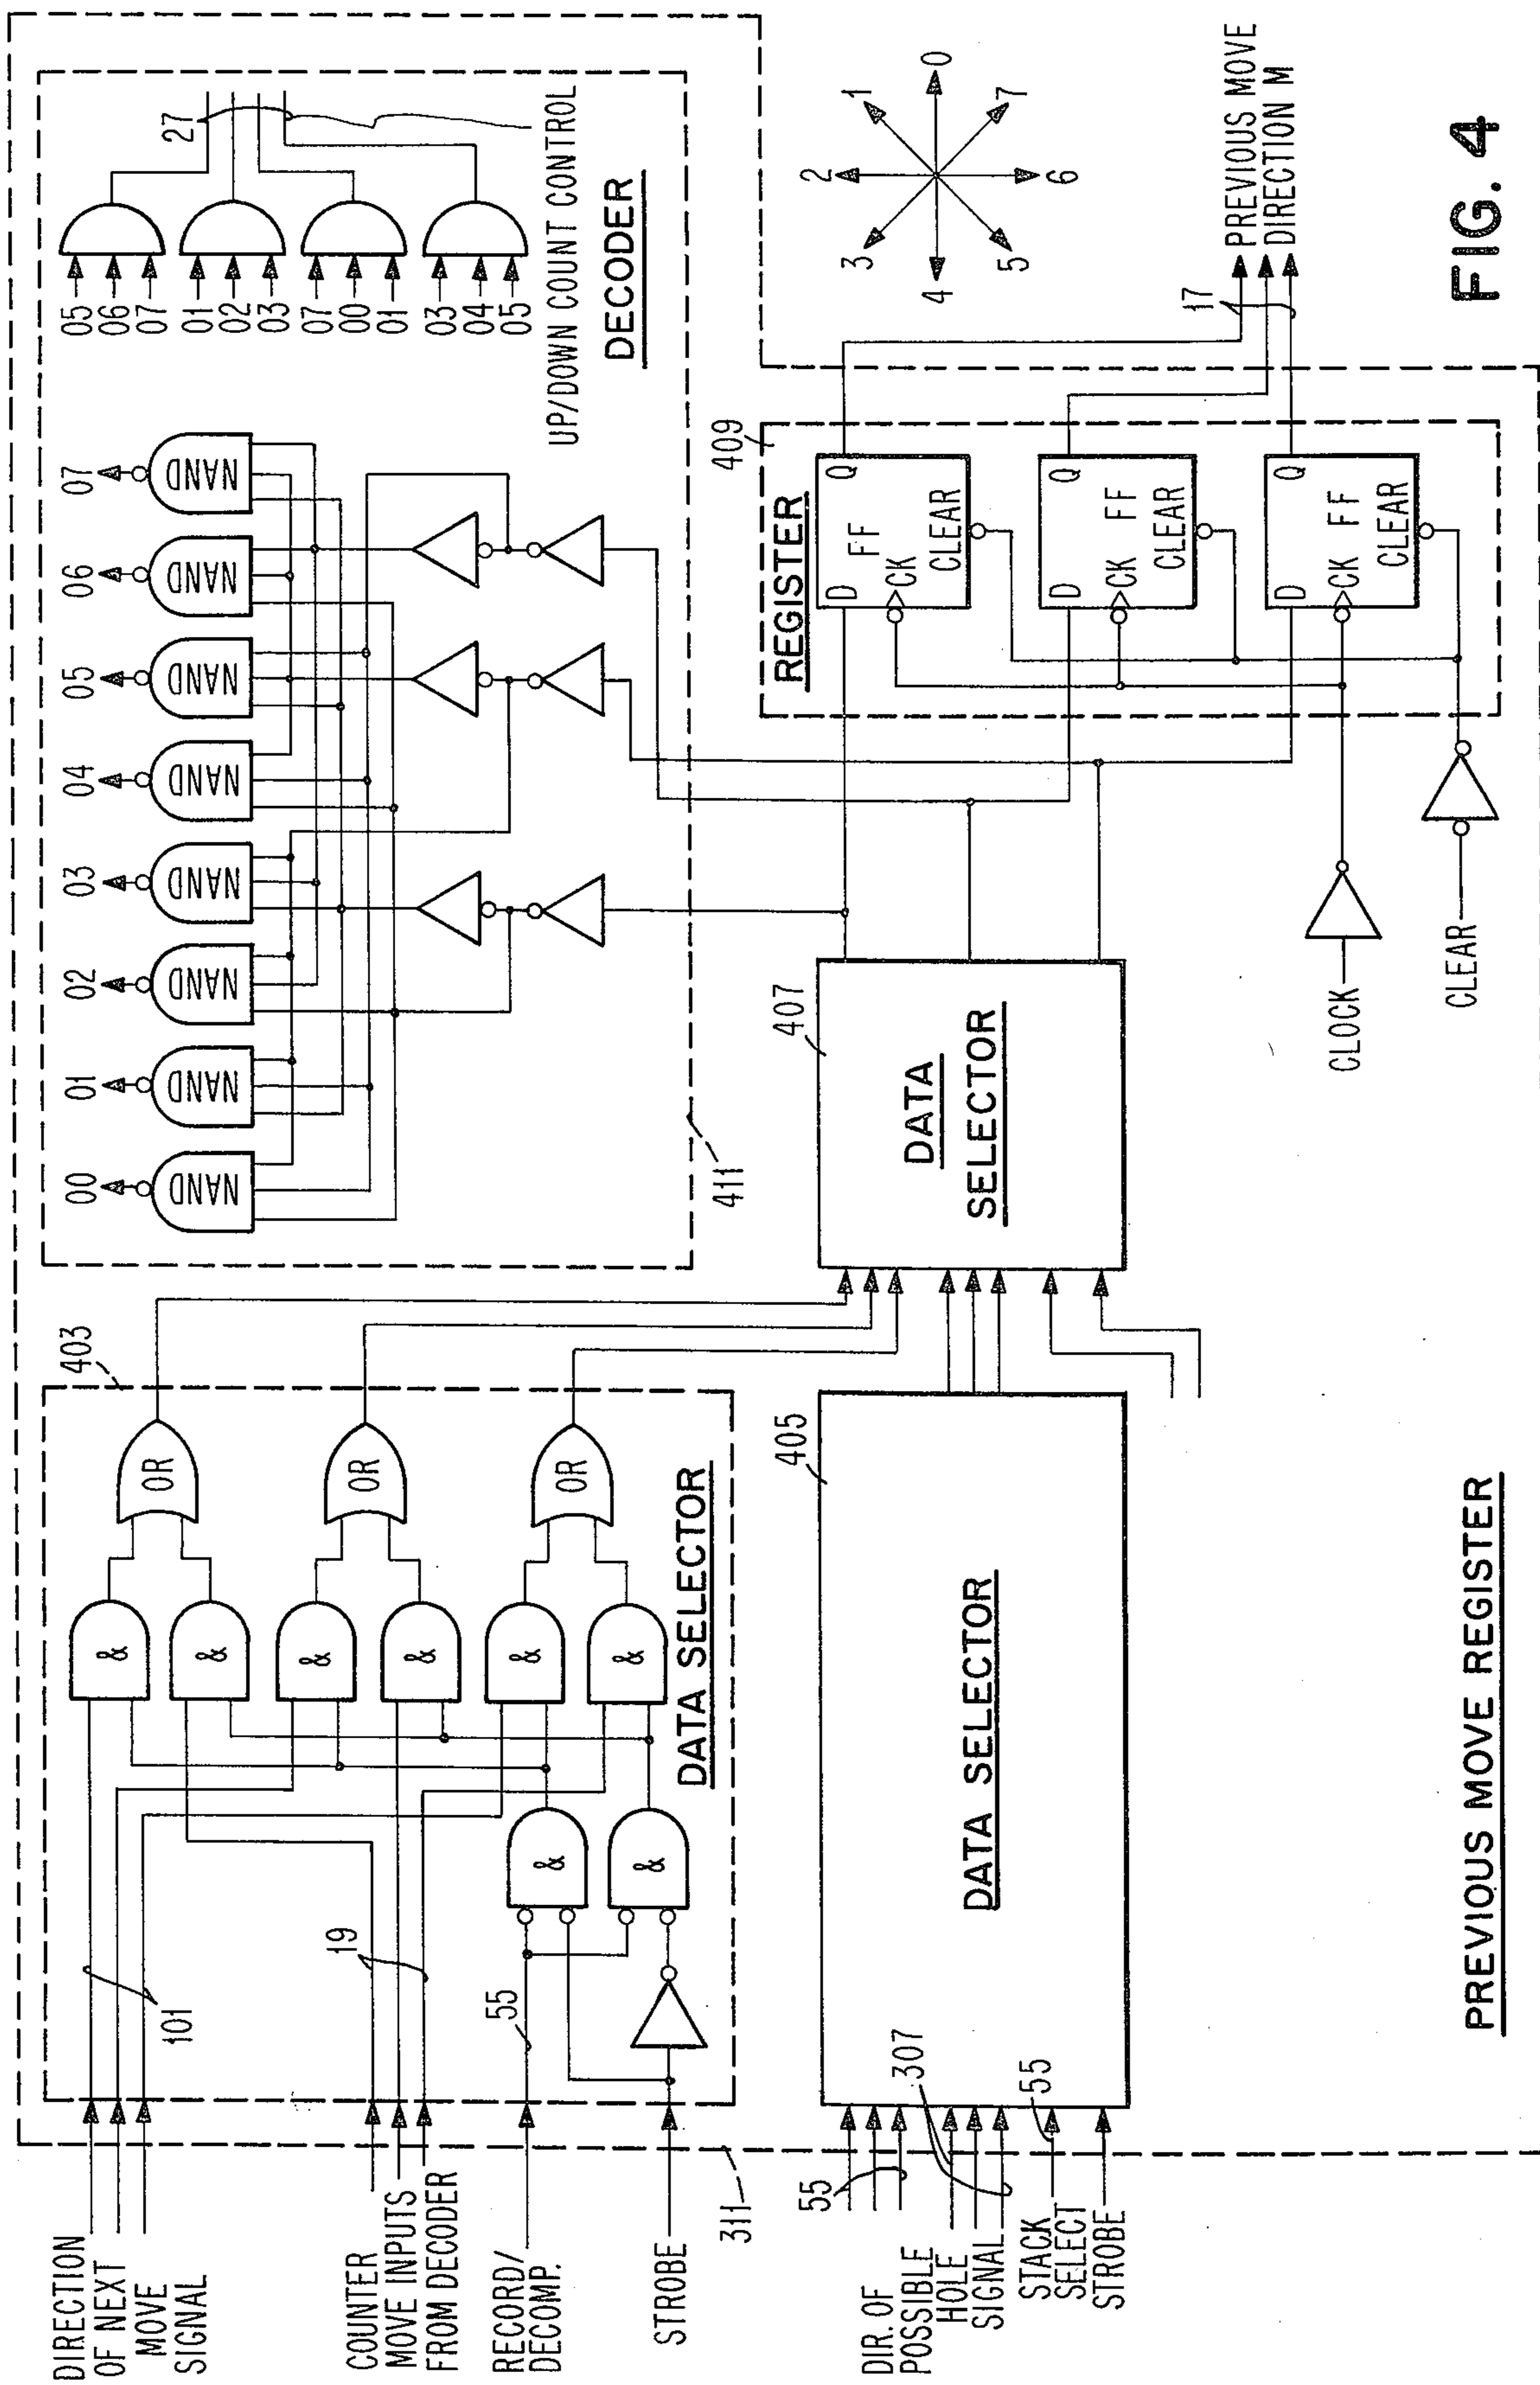 DIRECTION
OF NEXT
MOVE
SIGNAL
COUNTER
MOVE INPUTS
FROM DECODER
RECORD/
DECOMP.
STROBE
DIR. OF
POSSIBLE
HOLE
SIGNAL
STACK
SELECT
STROBE
101
19
55
403
&
&
&
&
&
&
&
&
OR
OR
OR
DATA SELECTOR
311
55
307
55
405
DATA SELECTOR
00
01
02
03
04
05
06
07
NAND
NAND
NAND
NAND
NAND
NAND
NAND
NAND
05
06
07
01
02
03
07
00
01
03
04
05
27
UP/DOWN COUNT CONTROL
DECODER
411
407
DATA
SELECTOR
409
REGISTER
D
Q
FF
CK
CLEAR
D
Q
FF
CK
CLEAR
D
Q
FF
CK
CLEAR
CLOCK
CLEAR
0
1
2
3
4
5
6
7
17
PREVIOUS MOVE
DIRECTION M
PREVIOUS MOVE REGISTER
FIG. 4